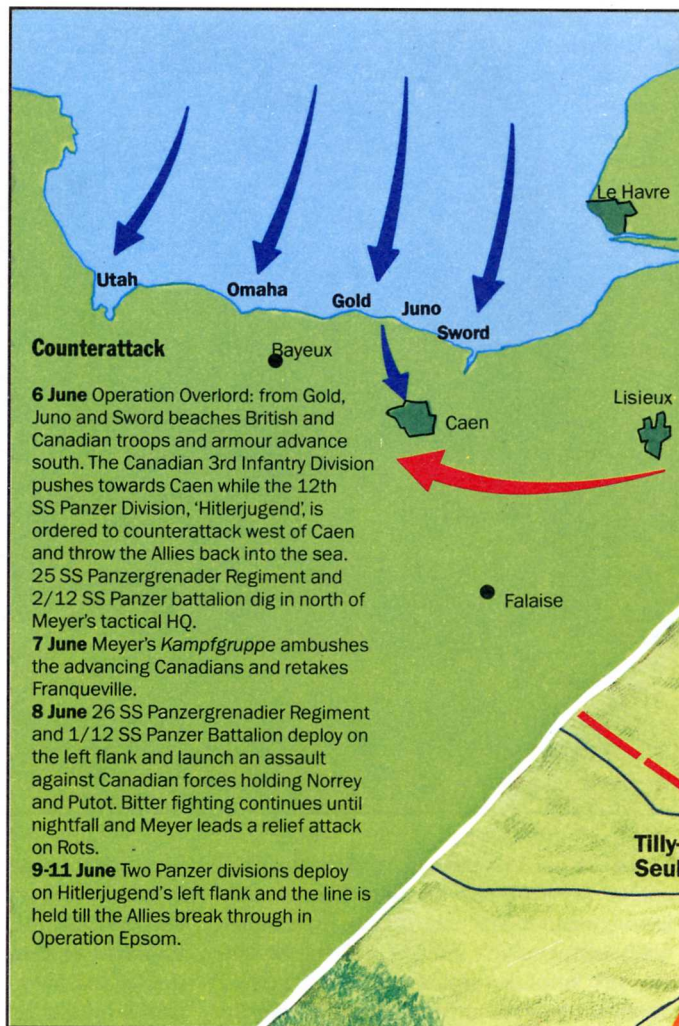 Le Havre
Utah
Omaha
Gold
Juno
Sword
Counterattack
Bayeux
Lisieux
Caen
6 June Operation Overlord: from Gold,
Juno and Sword beaches British and
Canadian troops and armour advance
south. The Canadian 3rd Infantry Division
pushes towards Caen while the 12th
SS Panzer Division, 'Hitlerjugend', is
ordered to counterattack west of Caen
and throw the Allies back into the sea.
25 SS Panzergrenader Regiment and
2/12 SS Panzer battalion dig in north of
Meyer's tactical HQ.
7 June Meyer's Kampfgruppe ambushes
the advancing Canadians and retakes
Franqueville.
8 June 26 SS Panzergrenadier Regiment
and 1/12 SS Panzer Battalion deploy on
the left flank and launch an assault
against Canadian forces holding Norrey
and Putot. Bitter fighting continues until
nightfall and Meyer leads a relief attack
on Rots.
9-11 June Two Panzer divisions deploy
on Hitlerjugend's left flank and the line is
held till the Allies break through in
Operation Epsom.
Falaise
Tilly-
Seul